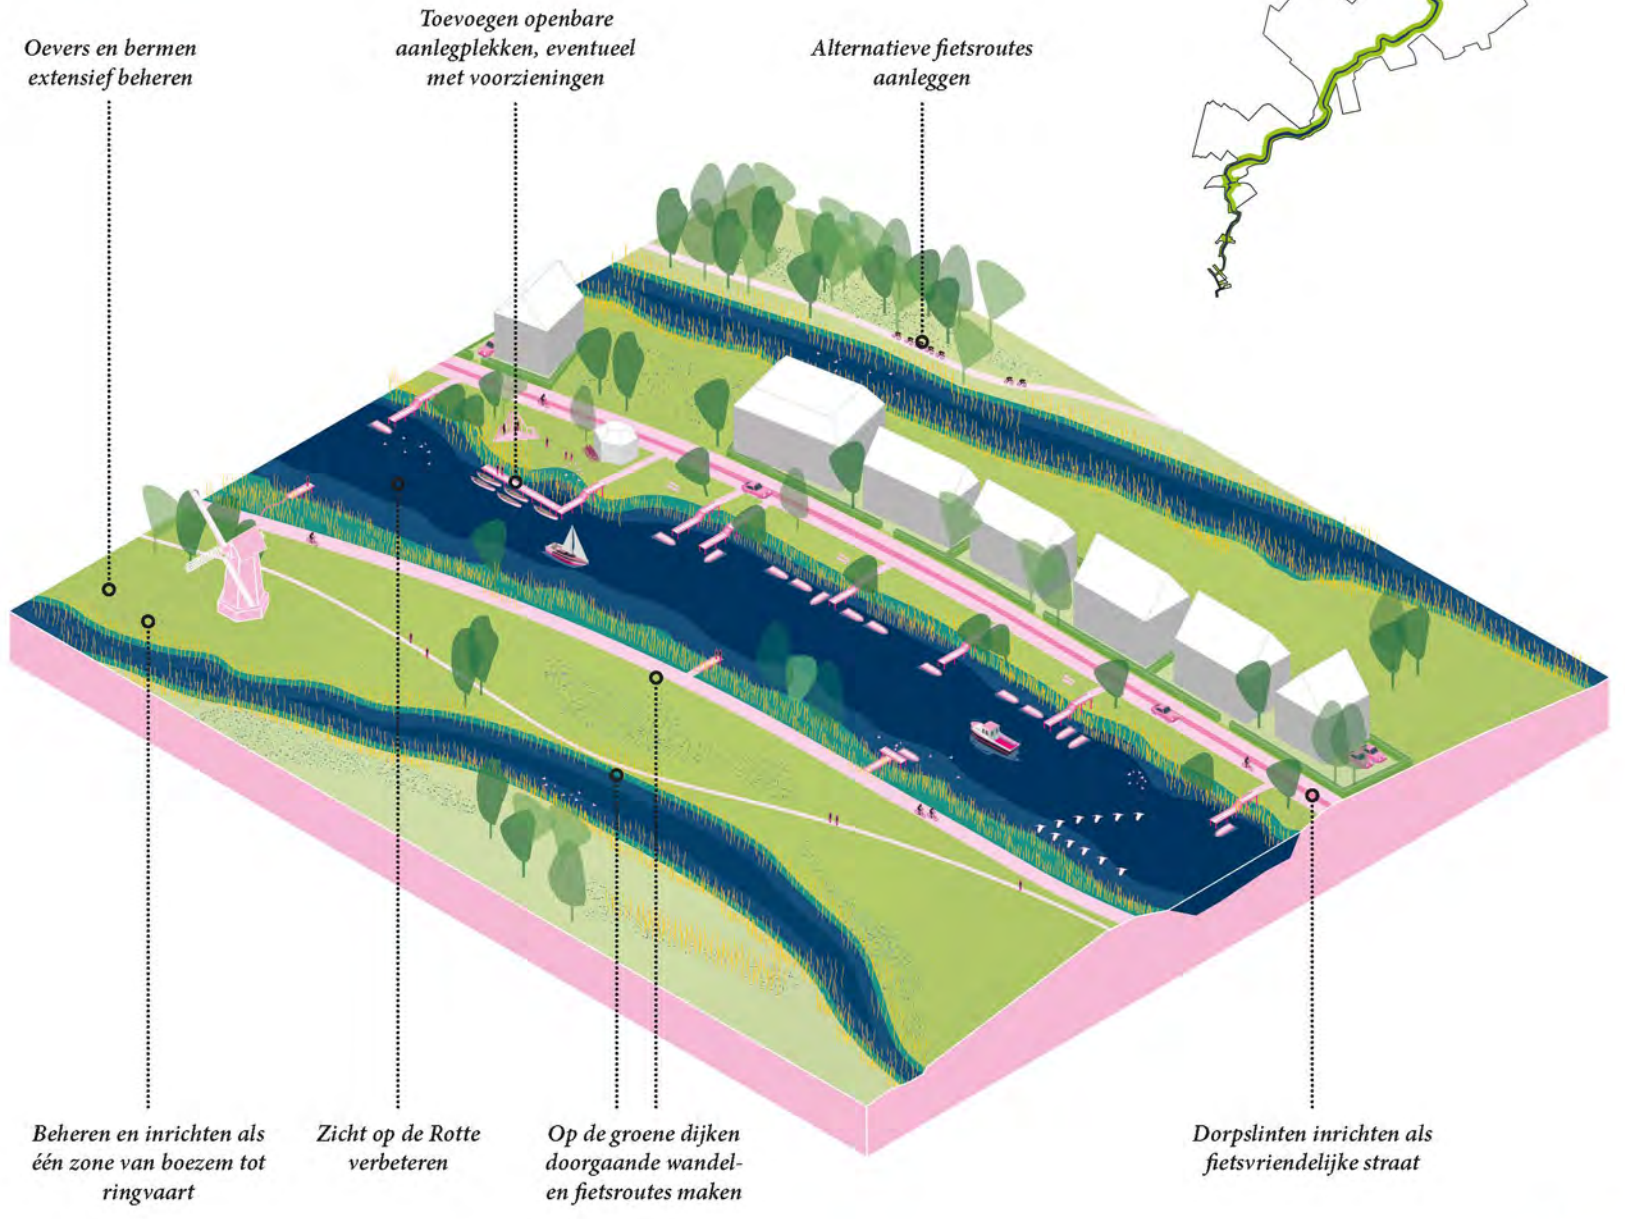 Oevers en bermen
extensief beheren
Toevoegen openbare
aanlegplekken, eventueel
met voorzieningen
Alternatieve fietsroutes
aanleggen
Beheren en inrichten als
één zone van boezem tot
ringvaart
Zicht op de Rotte
verbeteren
Op de groene dijken
doorgaande wandel-
en fietsroutes maken
Dorpslinten inrichten als
fietsvriendelijke straat